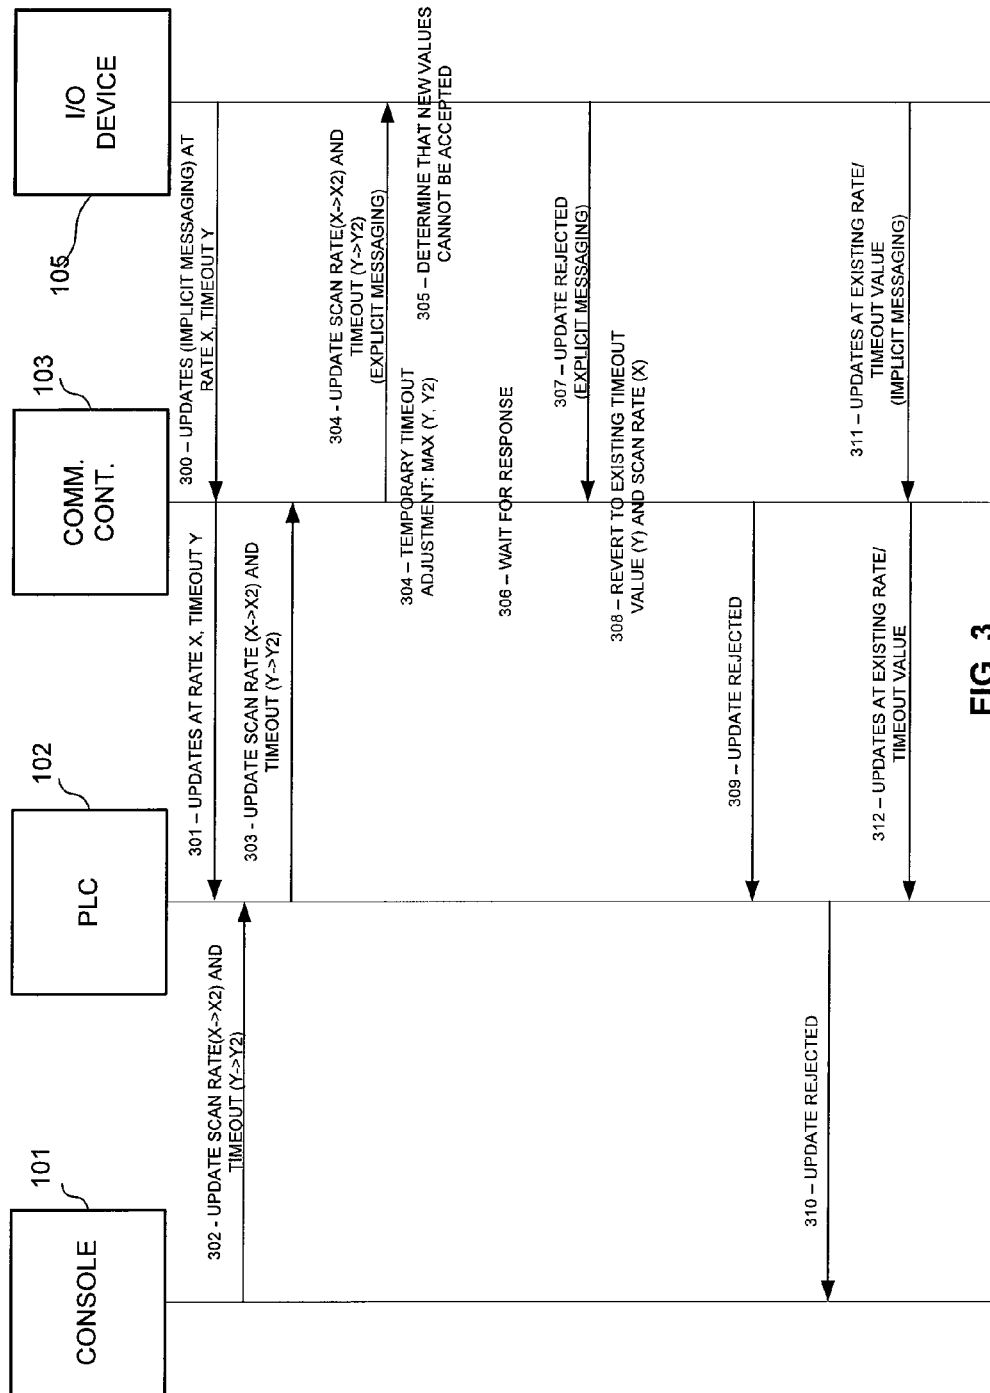 CONSOLE
101
PLC
102
COMM.
CONT.
103
I/O
DEVICE
105
300 – UPDATES (IMPLICIT MESSAGING) AT
RATE X, TIMEOUT Y
301 – UPDATES AT RATE X, TIMEOUT Y
302 - UPDATE SCAN RATE(X->X2) AND
TIMEOUT (Y->Y2)
303 - UPDATE SCAN RATE (X->X2) AND
TIMEOUT (Y->Y2)
304 - UPDATE SCAN RATE(X->X2) AND
TIMEOUT (Y->Y2)
(EXPLICIT MESSAGING)
304 – TEMPORARY TIMEOUT
ADJUSTMENT: MAX (Y, Y2)
305 – DETERMINE THAT NEW VALUES
CANNOT BE ACCEPTED
306 – WAIT FOR RESPONSE
307 – UPDATE REJECTED
(EXPLICIT MESSAGING)
308 – REVERT TO EXISTING TIMEOUT
VALUE (Y) AND SCAN RATE (X)
309 – UPDATE REJECTED
310 – UPDATE REJECTED
311 – UPDATES AT EXISTING RATE/
TIMEOUT VALUE
(IMPLICIT MESSAGING)
312 – UPDATES AT EXISTING RATE/
TIMEOUT VALUE
FIG. 3